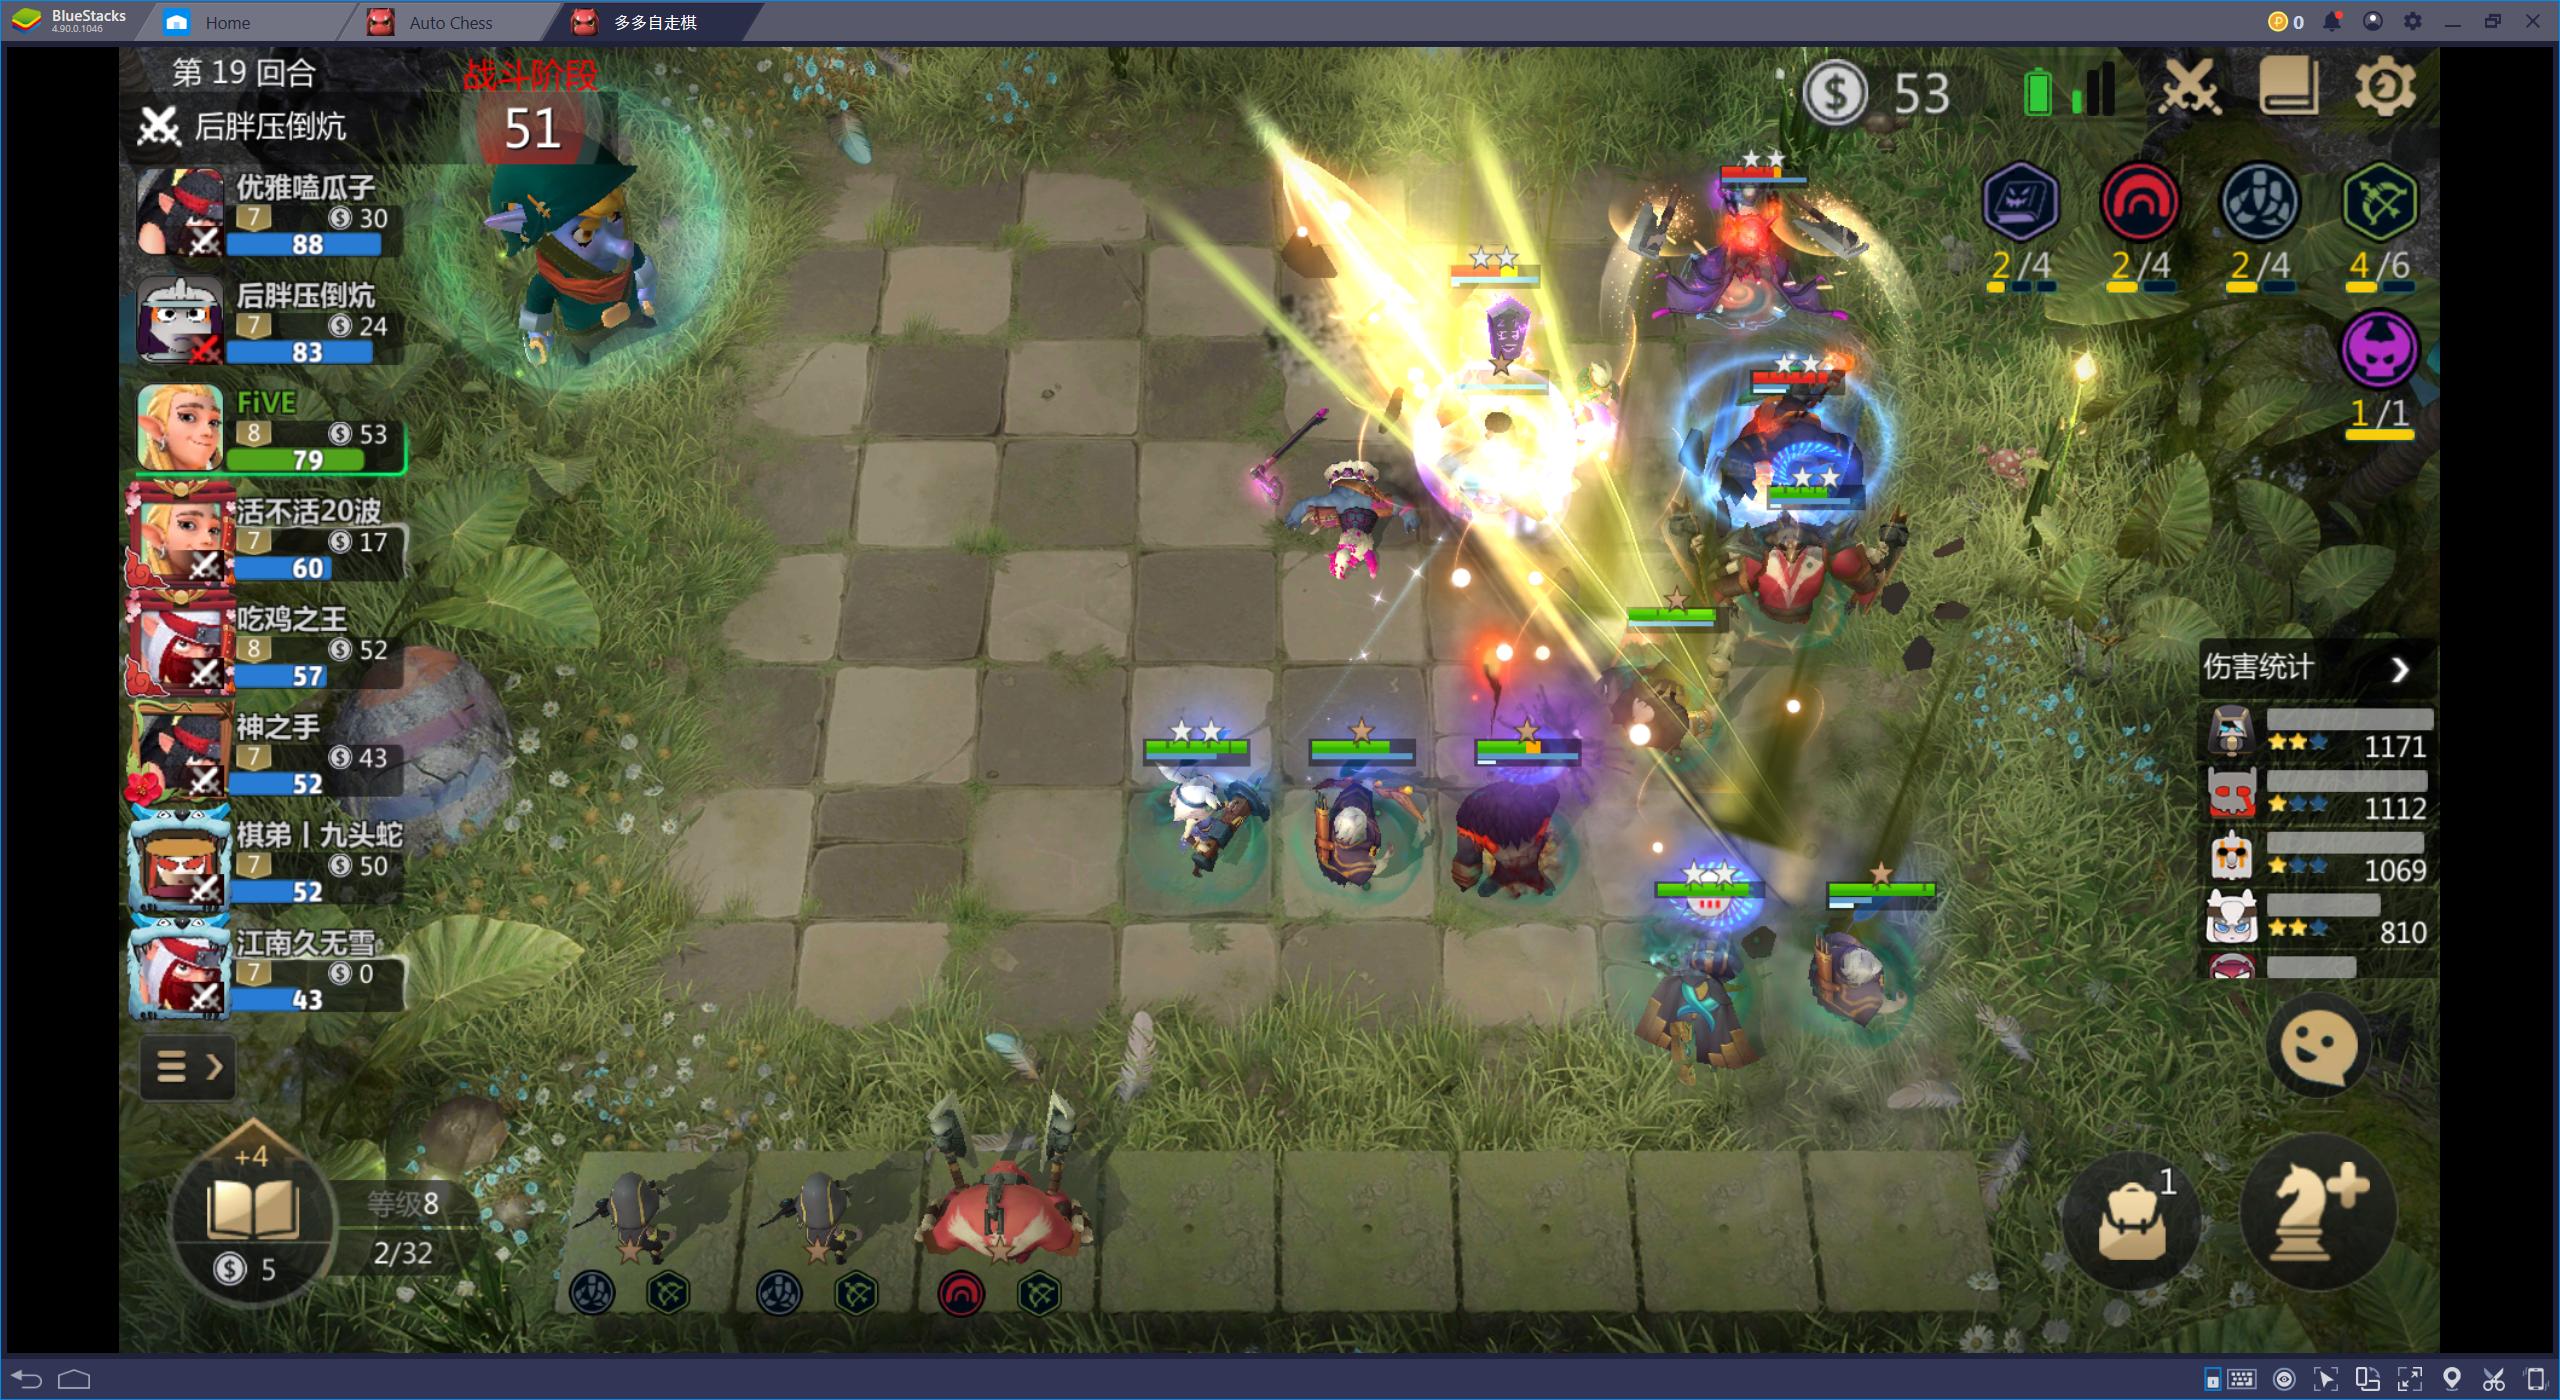 BlueStacks
4.90.0.1046
Home
Auto Chess
多多自走棋
0
第 19 回合
战斗阶段
后胖压倒炕
51
53
优雅嗑瓜子
7 30
88
后胖压倒炕
7 24
83
FiVE
8 53
79
活不活20波
7 17
60
吃鸡之王
8 52
57
神之手
7 43
52
棋弟丨九头蛇
7 50
52
江南久无雪
7 0
43
2/4 2/4 2/4 4/6
1/1
伤害统计
1171
1112
1069
810
+4
5
等级8
2/32
1